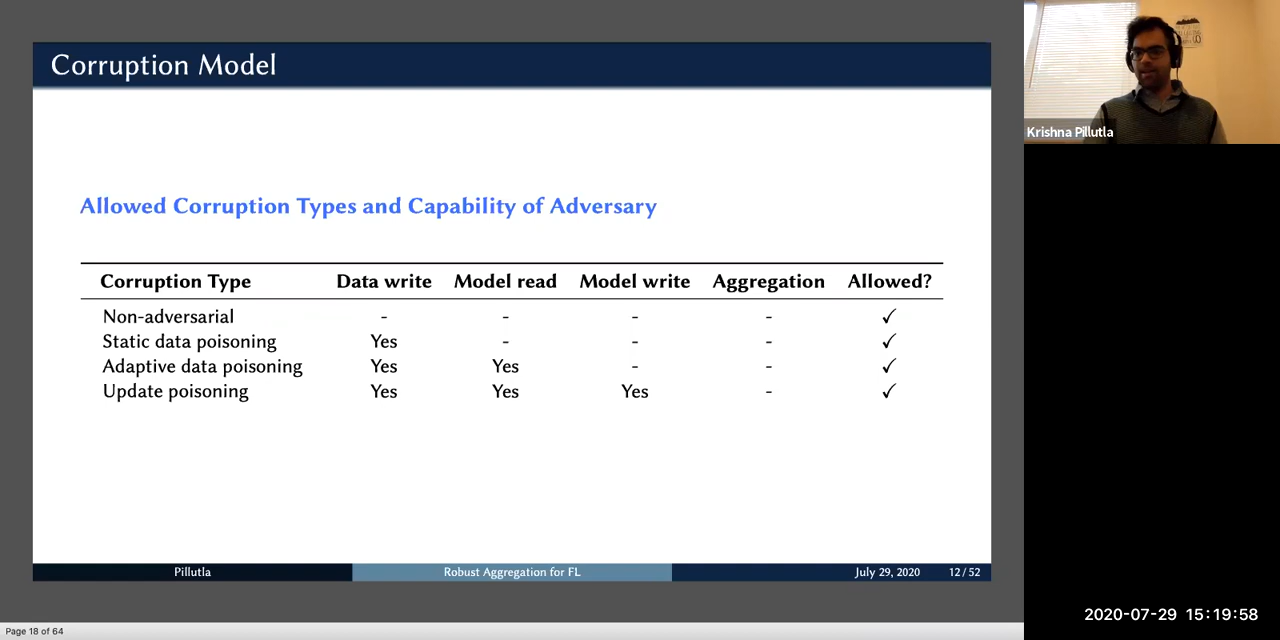 Corruption Model
Krishna Pillutla
Allowed Corruption Types and Capability of Adversary
Corruption Type Data write Model read Model write Aggregation Allowed?
Non-adversarial - - - - ✓
Static data poisoning Yes - - - ✓
Adaptive data poisoning Yes Yes - - ✓
Update poisoning Yes Yes Yes - ✓
Pillutla Robust Aggregation for FL July 29, 2020 12/52
2020-07-29 15:19:58
Page 18 of 64